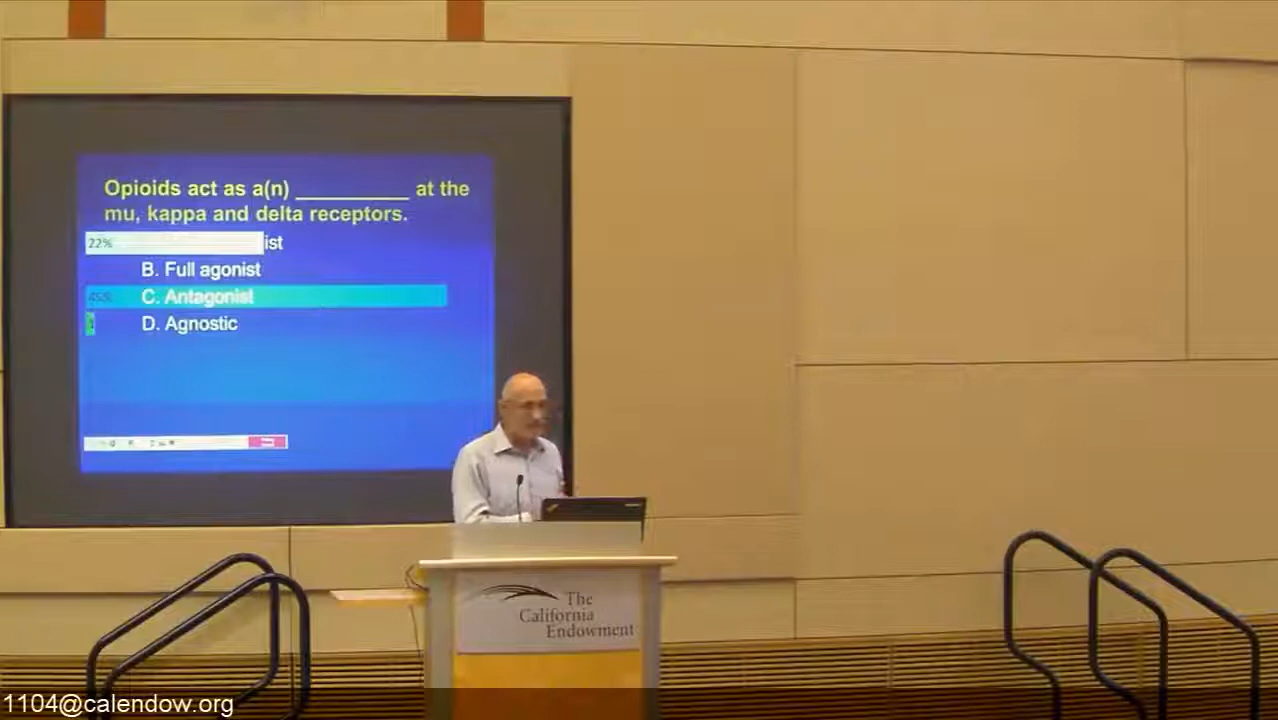 Opioids act as a(n) __________ at the
mu, kappa and delta receptors.
22% ist
B. Full agonist
45% C. Antagonist
D. Agnostic
The
California
Endowment
1104@calendow.org